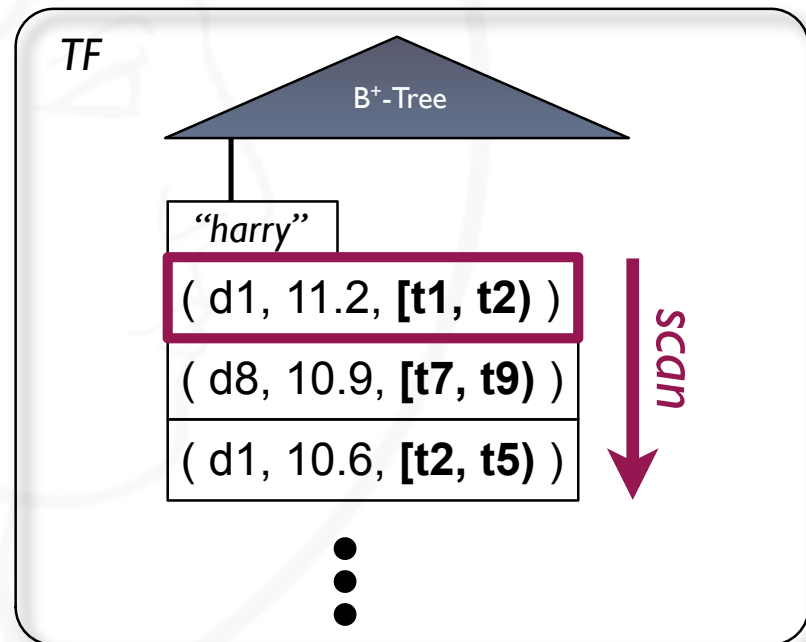 TF
B⁺-Tree
“harry”
( d1, 11.2, [t1, t2) )
( d8, 10.9, [t7, t9) )
( d1, 10.6, [t2, t5) )
scan